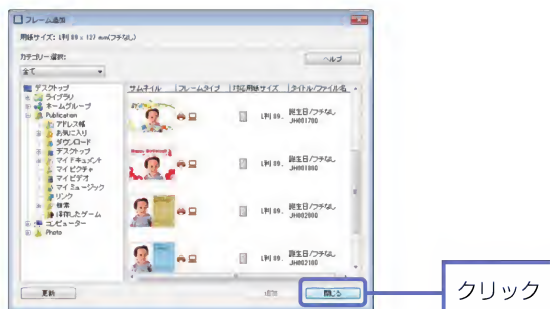 フレーム追加
用紙サイズ: L判 89 x 127 mm(フチなし)
カテゴリー選択:
ヘルプ
全て
サムネイル フレームタイプ 対応用紙サイズ タイトル/ファイル名
デスクトップ
ライブラリ
ホームグループ
Publication
アドレス帳
お気に入り
ダウンロード
デスクトップ
マイ ドキュメント
マイ ピクチャ
マイ ビデオ
マイ ミュージック
リンク
検索
保存したゲーム
コンピューター
Photo
L判 89.. 誕生日/フチなし
JH001700
L判 89.. 誕生日/フチなし
JH001800
L判 89.. 誕生日/フチなし
JH002000
L判 89.. 誕生日/フチなし
JH002100
更新
追加
閉じる
クリック